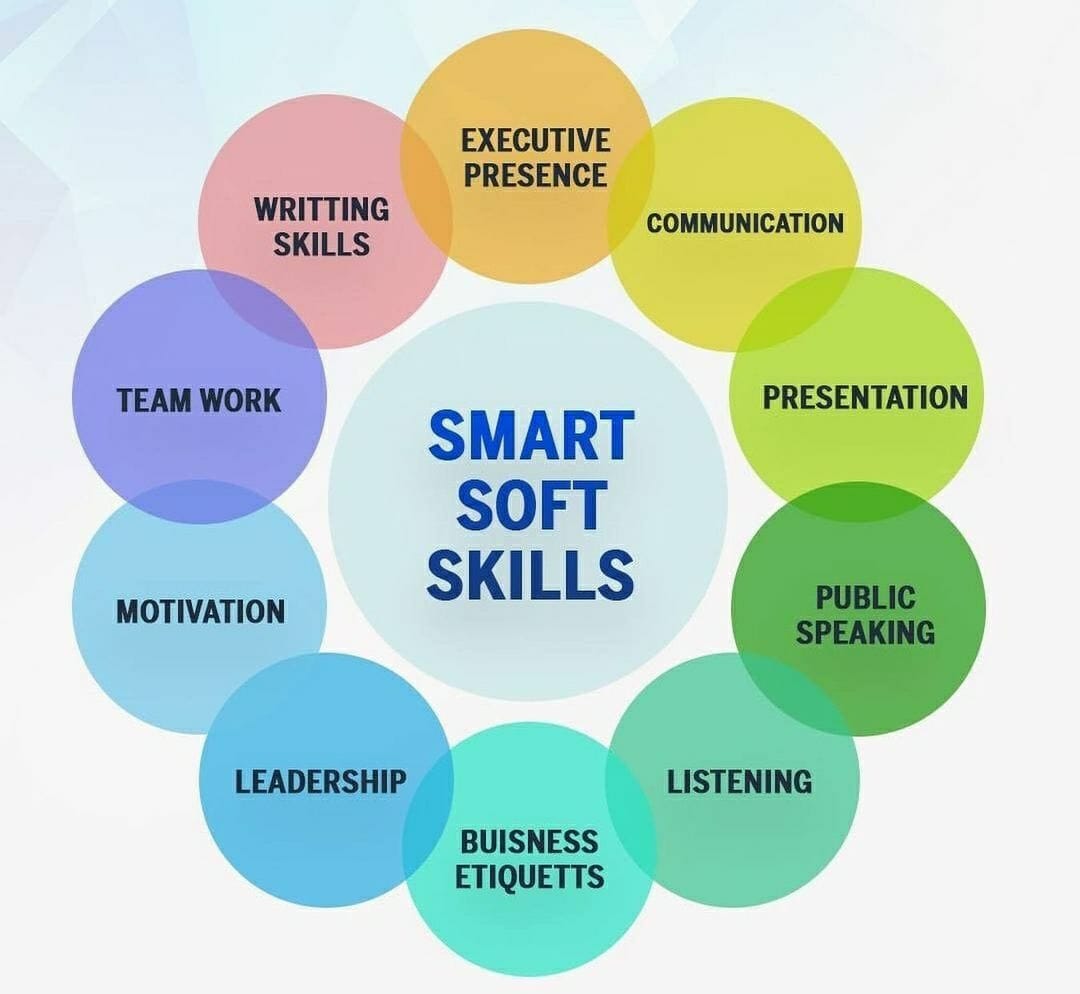 EXECUTIVE
PRESENCE
COMMUNICATION
PRESENTATION
PUBLIC
SPEAKING
LISTENING
BUISNESS
ETIQUETTS
LEADERSHIP
MOTIVATION
TEAM WORK
WRITTING
SKILLS
SMART
SOFT
SKILLS